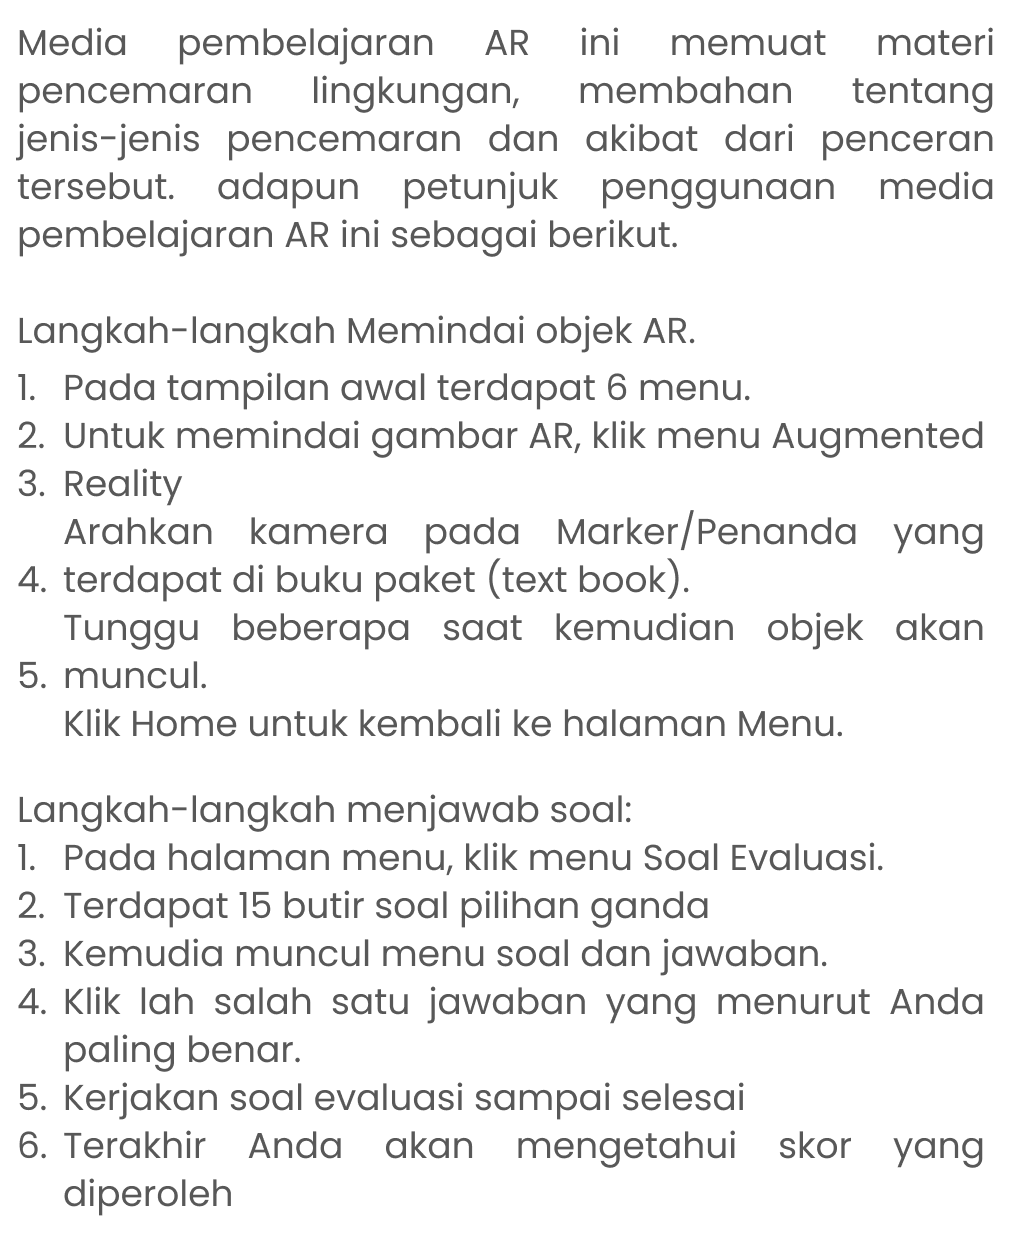 Media pembelajaran AR ini memuat materi
pencemaran lingkungan, membahan tentang
jenis-jenis pencemaran dan akibat dari penceran
tersebut. adapun petunjuk penggunaan media
pembelajaran AR ini sebagai berikut.
Langkah-langkah Memindai objek AR.
1. Pada tampilan awal terdapat 6 menu.
2. Untuk memindai gambar AR, klik menu Augmented
3. Reality
Arahkan kamera pada Marker/Penanda yang
4. terdapat di buku paket (text book).
Tunggu beberapa saat kemudian objek akan
5. muncul.
Klik Home untuk kembali ke halaman Menu.
Langkah-langkah menjawab soal:
1. Pada halaman menu, klik menu Soal Evaluasi.
2. Terdapat 15 butir soal pilihan ganda
3. Kemudia muncul menu soal dan jawaban.
4. Klik lah salah satu jawaban yang menurut Anda
paling benar.
5. Kerjakan soal evaluasi sampai selesai
6. Terakhir Anda akan mengetahui skor yang
diperoleh